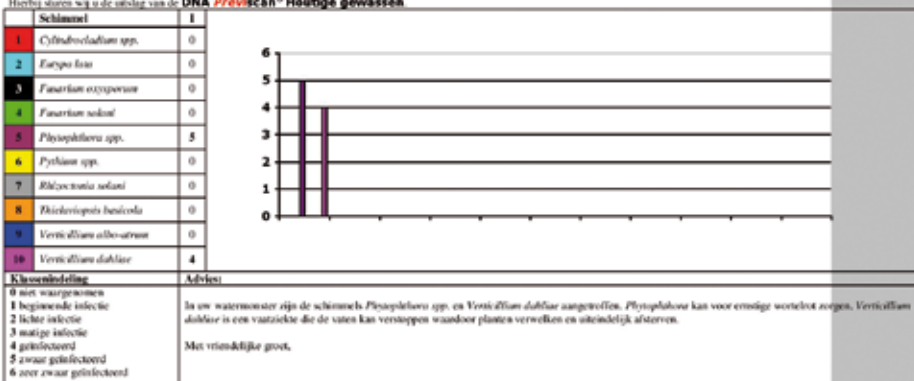 Hierbij sturen wij u de uitslag van de DNA Previscan® Houtige gewassen.
Schimmel 1
1 Cylindrocladium spp. 0
2 Eutypa lata 0
3 Fusarium oxysporum 0
4 Fusarium solani 0
5 Phytophthora spp. 5
6 Pythium spp. 0
7 Rhizoctonia solani 0
8 Thielaviopsis basicola 0
9 Verticillium albo-atrum 0
10 Verticillium dahliae 4
6
5
4
3
2
1
0
Klassenindeling
0 niet waargenomen
1 beginnende infectie
2 lichte infectie
3 matige infectie
4 geïnfecteerd
5 zwaar geïnfecteerd
6 zeer zwaar geïnfecteerd
Advies:
In uw watermonster zijn de schimmels Phytophthora spp. en Verticillium dahliae aangetroffen. Phytophthora kan voor ernstige wortelrot zorgen. Verticillium
dahliae is een vaatziekte die de vaten kan verstoppen waardoor planten verwelken en uiteindelijk afsterven.
Met vriendelijke groet,